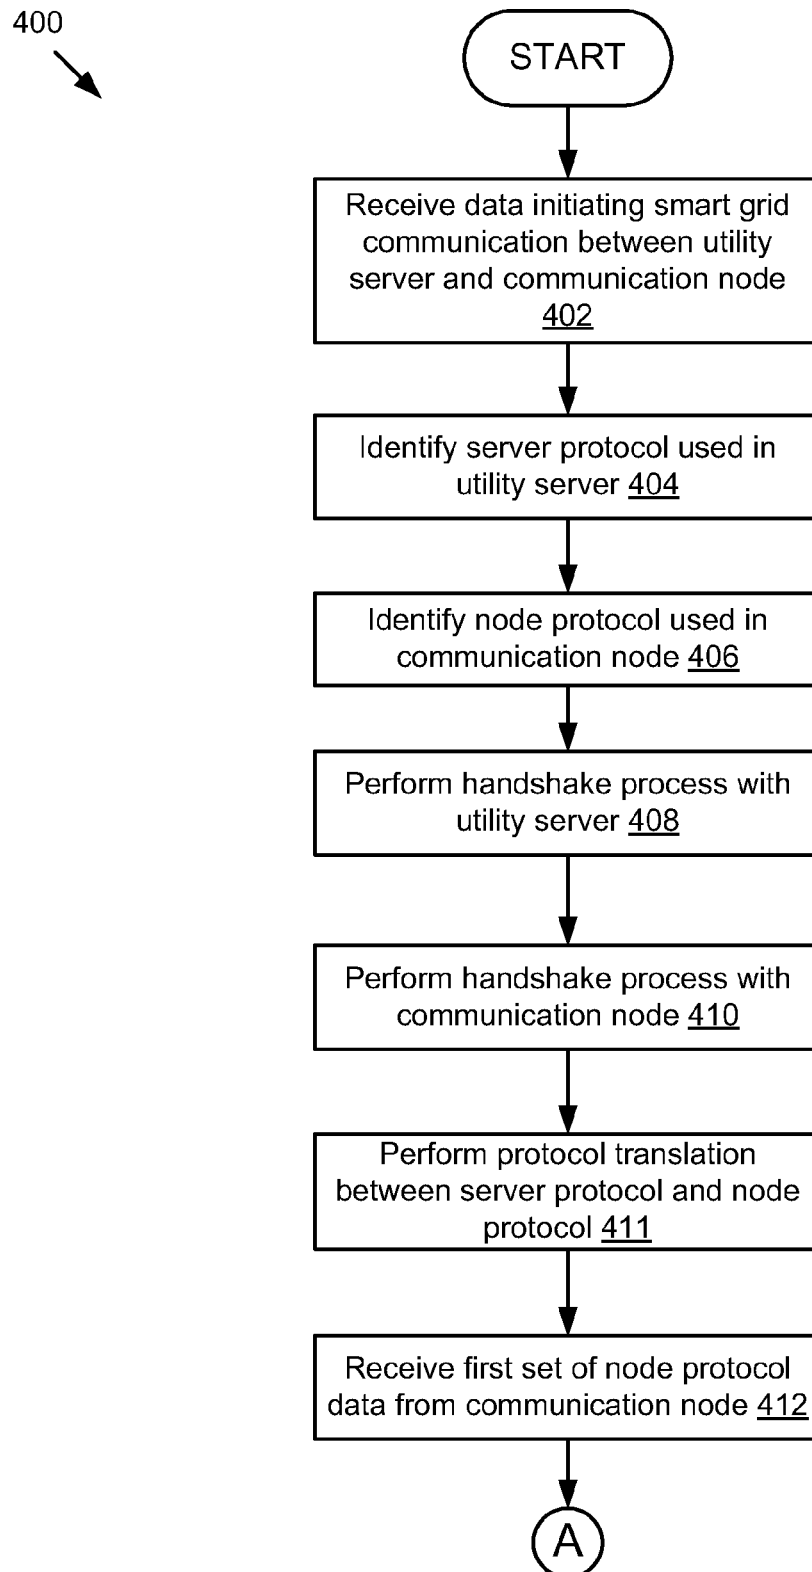 400
START
Receive data initiating smart grid
communication between utility
server and communication node
402
Identify server protocol used in
utility server 404
Identify node protocol used in
communication node 406
Perform handshake process with
utility server 408
Perform handshake process with
communication node 410
Perform protocol translation
between server protocol and node
protocol 411
Receive first set of node protocol
data from communication node 412
A